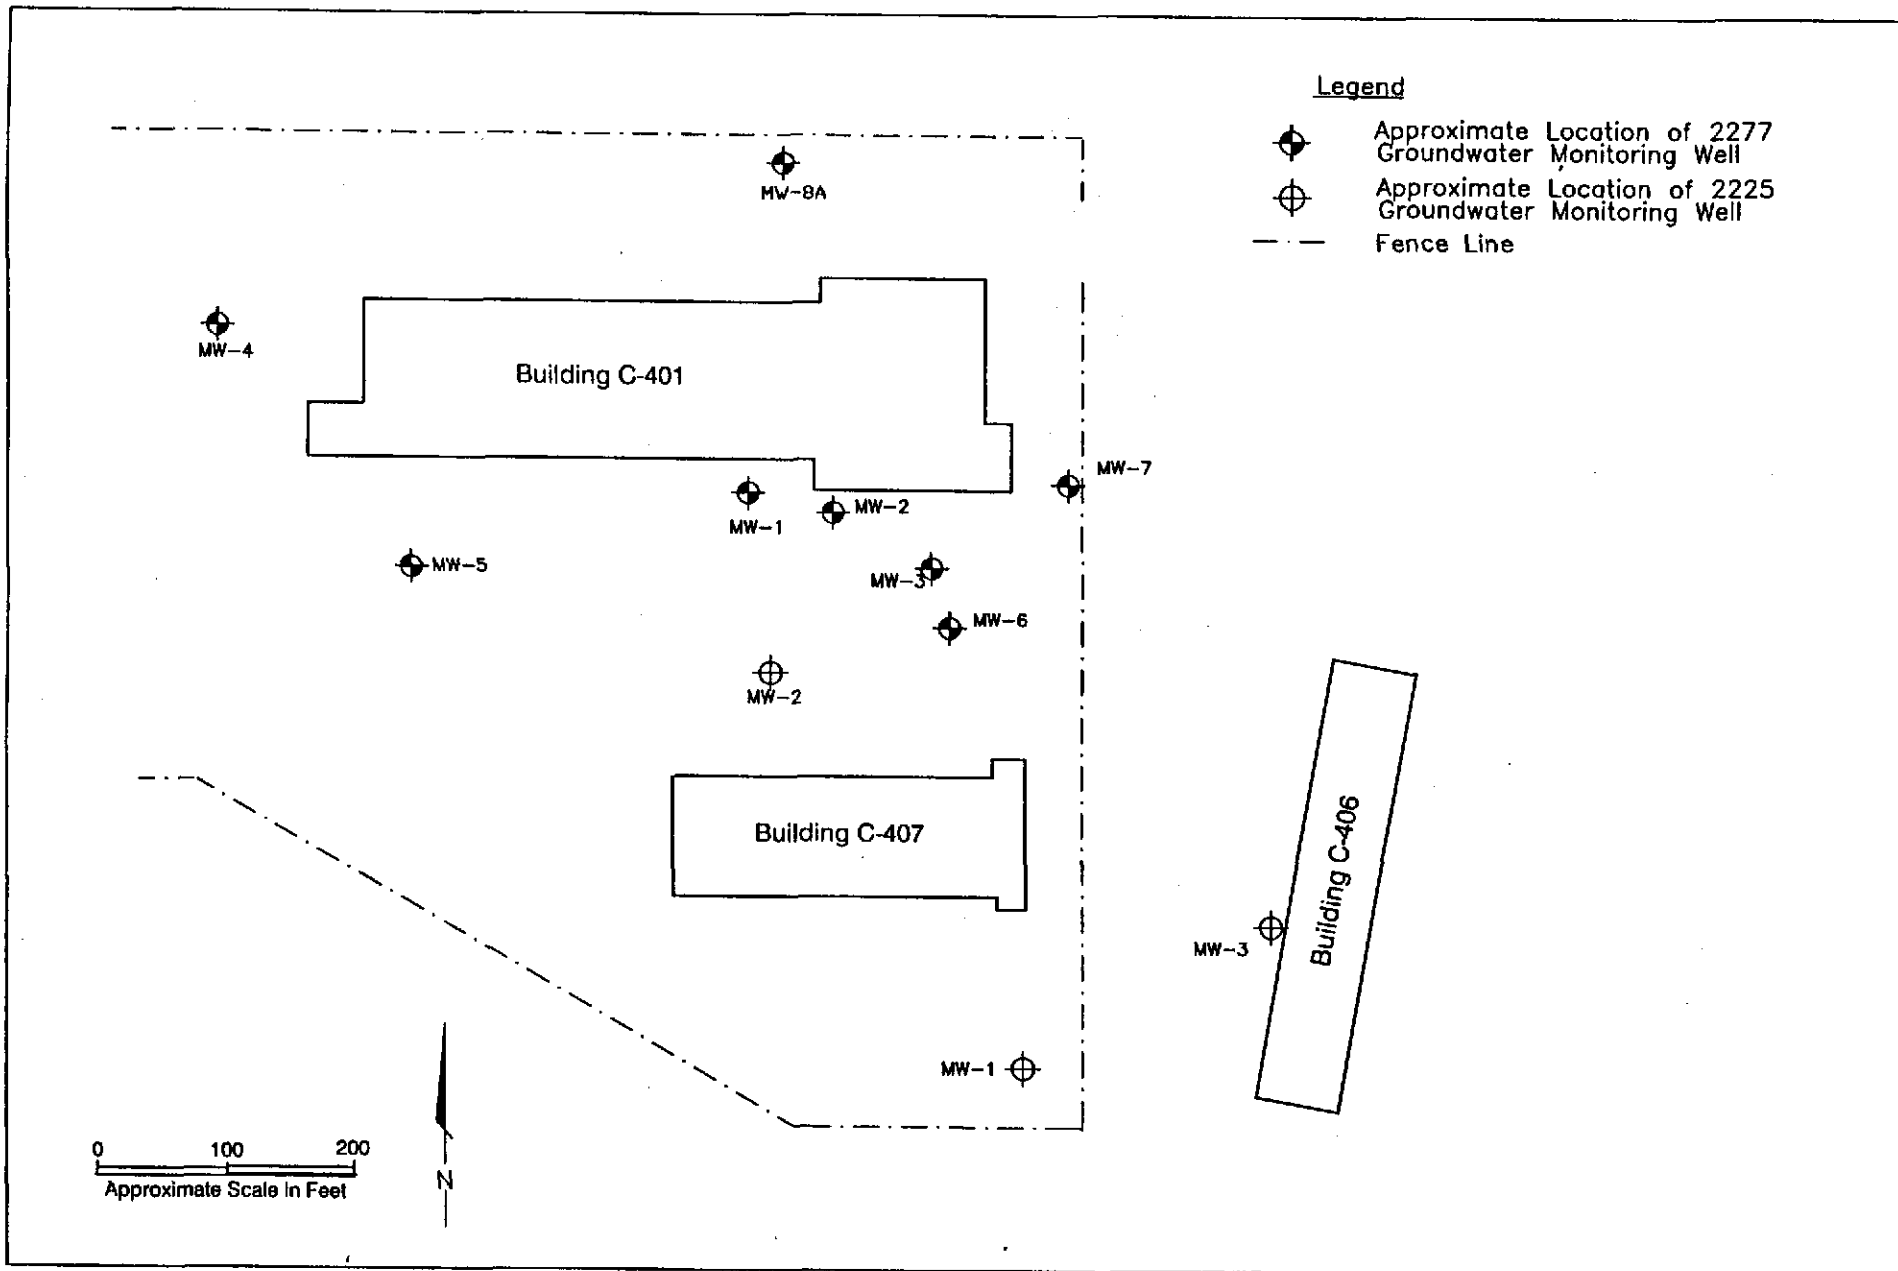 Legend
Approximate Location of 2277
Groundwater Monitoring Well
Approximate Location of 2225
Groundwater Monitoring Well
Fence Line
MW-8A
MW-4
Building C-401
MW-7
MW-1
MW-2
MW-5
MW-3
MW-6
MW-2
Building C-407
Building C-406
MW-3
MW-1
0 100 200
Approximate Scale In Feet
N